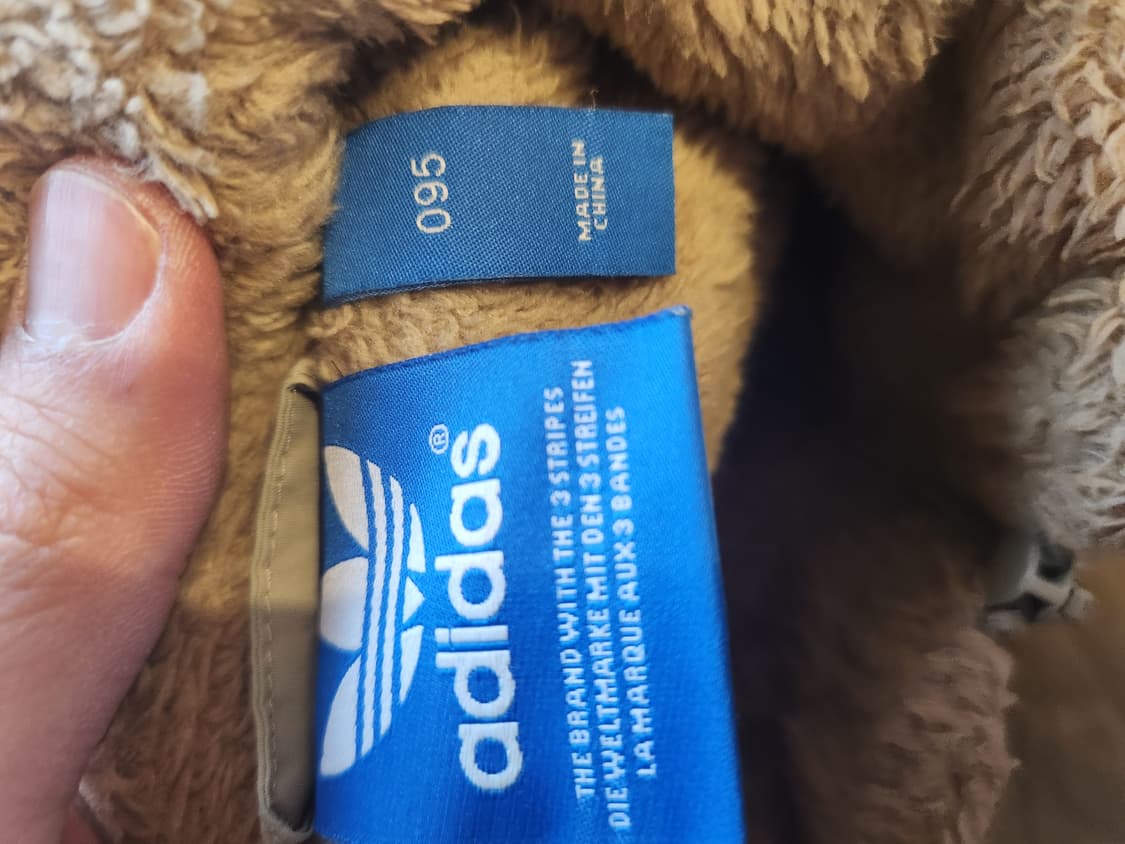 095
MADE IN
CHINA
adidas®
THE BRAND WITH THE 3 STRIPES
DIE WELTMARKE MIT DEN 3 STREIFEN
LA MARQUE AUX 3 BANDES